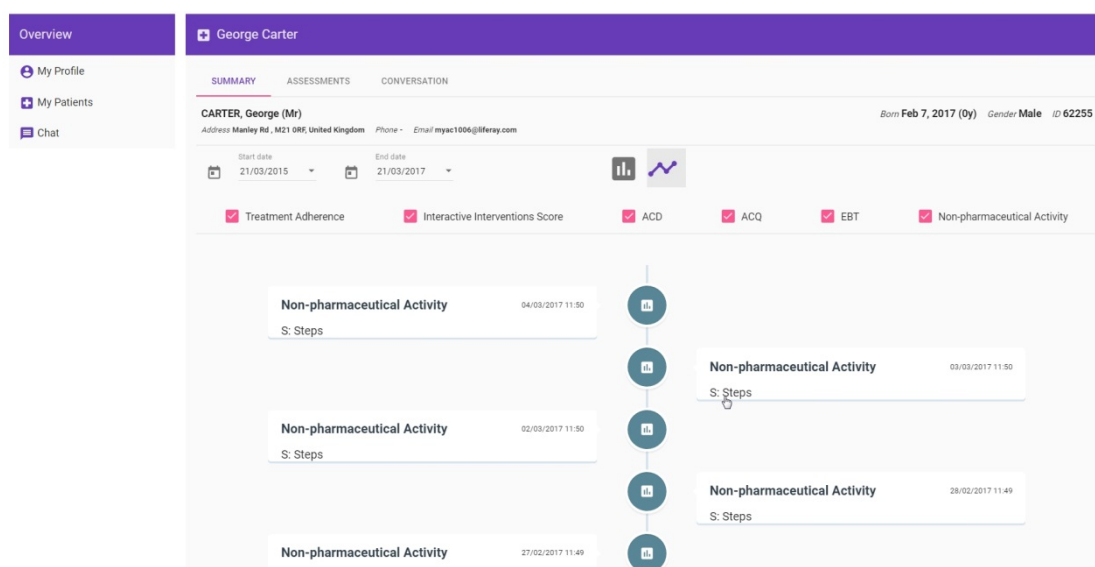 Overview
George Carter
My Profile
My Patients
Chat
SUMMARY ASSESSMENTS CONVERSATION
CARTER, George (Mr)
Born Feb 7, 2017 (0y) Gender Male ID 62255
Address Manley Rd , M21 0RF, United Kingdom Phone - Email myac1006@liferay.com
Start date
21/03/2015
End date
21/03/2017
Treatment Adherence Interactive Interventions Score ACD ACQ EBT Non-pharmaceutical Activity
Non-pharmaceutical Activity 04/03/2017 11:50
S: Steps
Non-pharmaceutical Activity 03/03/2017 11:50
S: Steps
Non-pharmaceutical Activity 02/03/2017 11:50
S: Steps
Non-pharmaceutical Activity 28/02/2017 11:49
S: Steps
Non-pharmaceutical Activity 27/02/2017 11:49